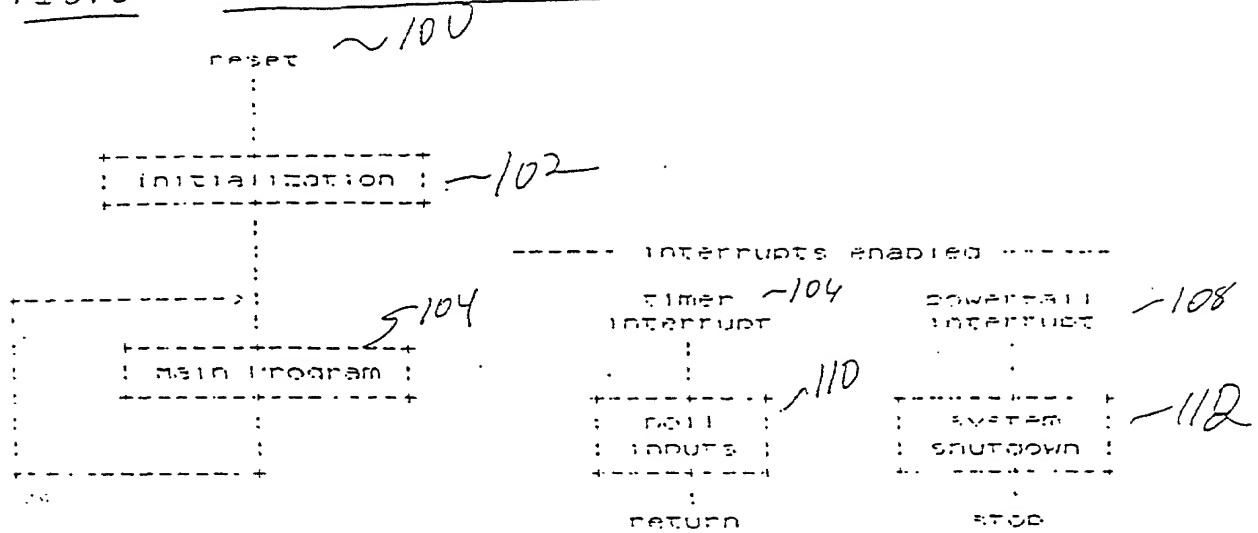 reset ~100
initialization ~102
------ interrupts enabled ------
timer ~104 powerfail ~108
interrupt interrupt
104
main program
poll 110 system 112
inputs shutdown
return stop